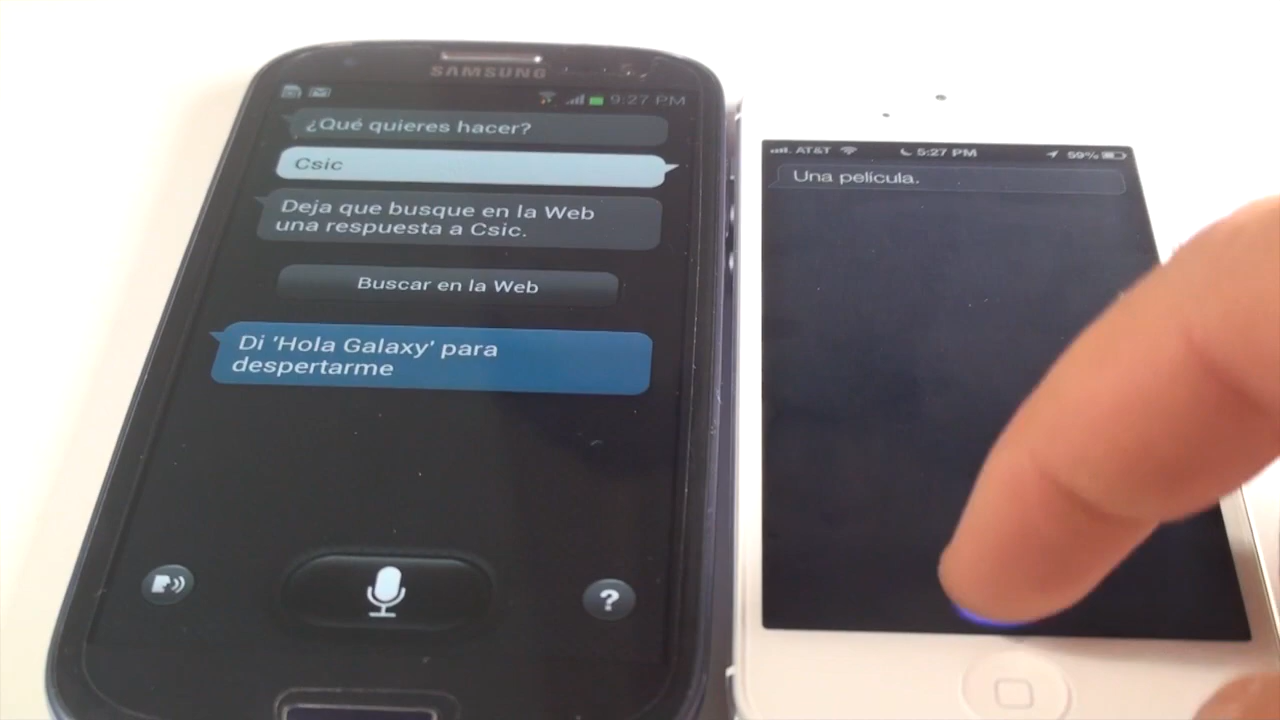 SAMSUNG
9:27 PM
¿Qué quieres hacer?
Csic
Deja que busque en la Web
una respuesta a Csic.
Buscar en la Web
Di 'Hola Galaxy' para
despertarme
?
AT&T 5:27 PM 59%
Una película.